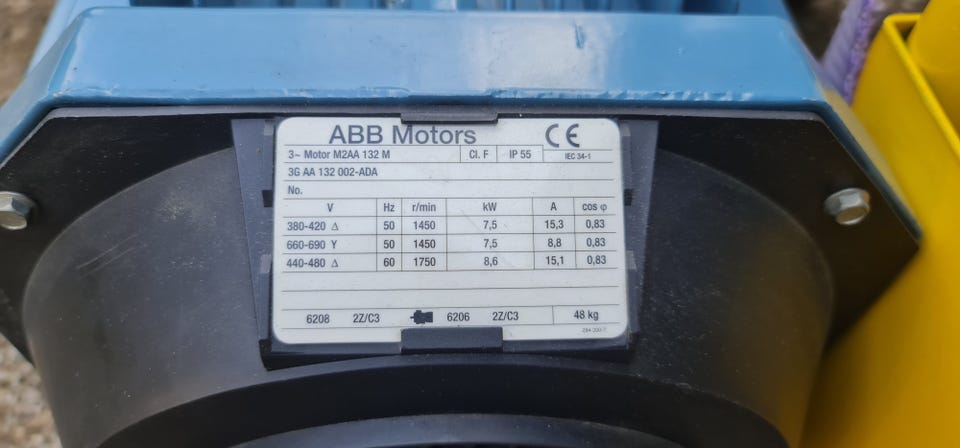 ABB Motors CE
3~ Motor M2AA 132 M Cl. F IP 55 IEC 34-1
3G AA 132 002-ADA
No.
V Hz r/min kW A cos φ
380-420 Δ 50 1450 7,5 15,3 0,83
660-690 Y 50 1450 7,5 8,8 0,83
440-480 Δ 60 1750 8,6 15,1 0,83
6208 2Z/C3 6206 2Z/C3 48 kg